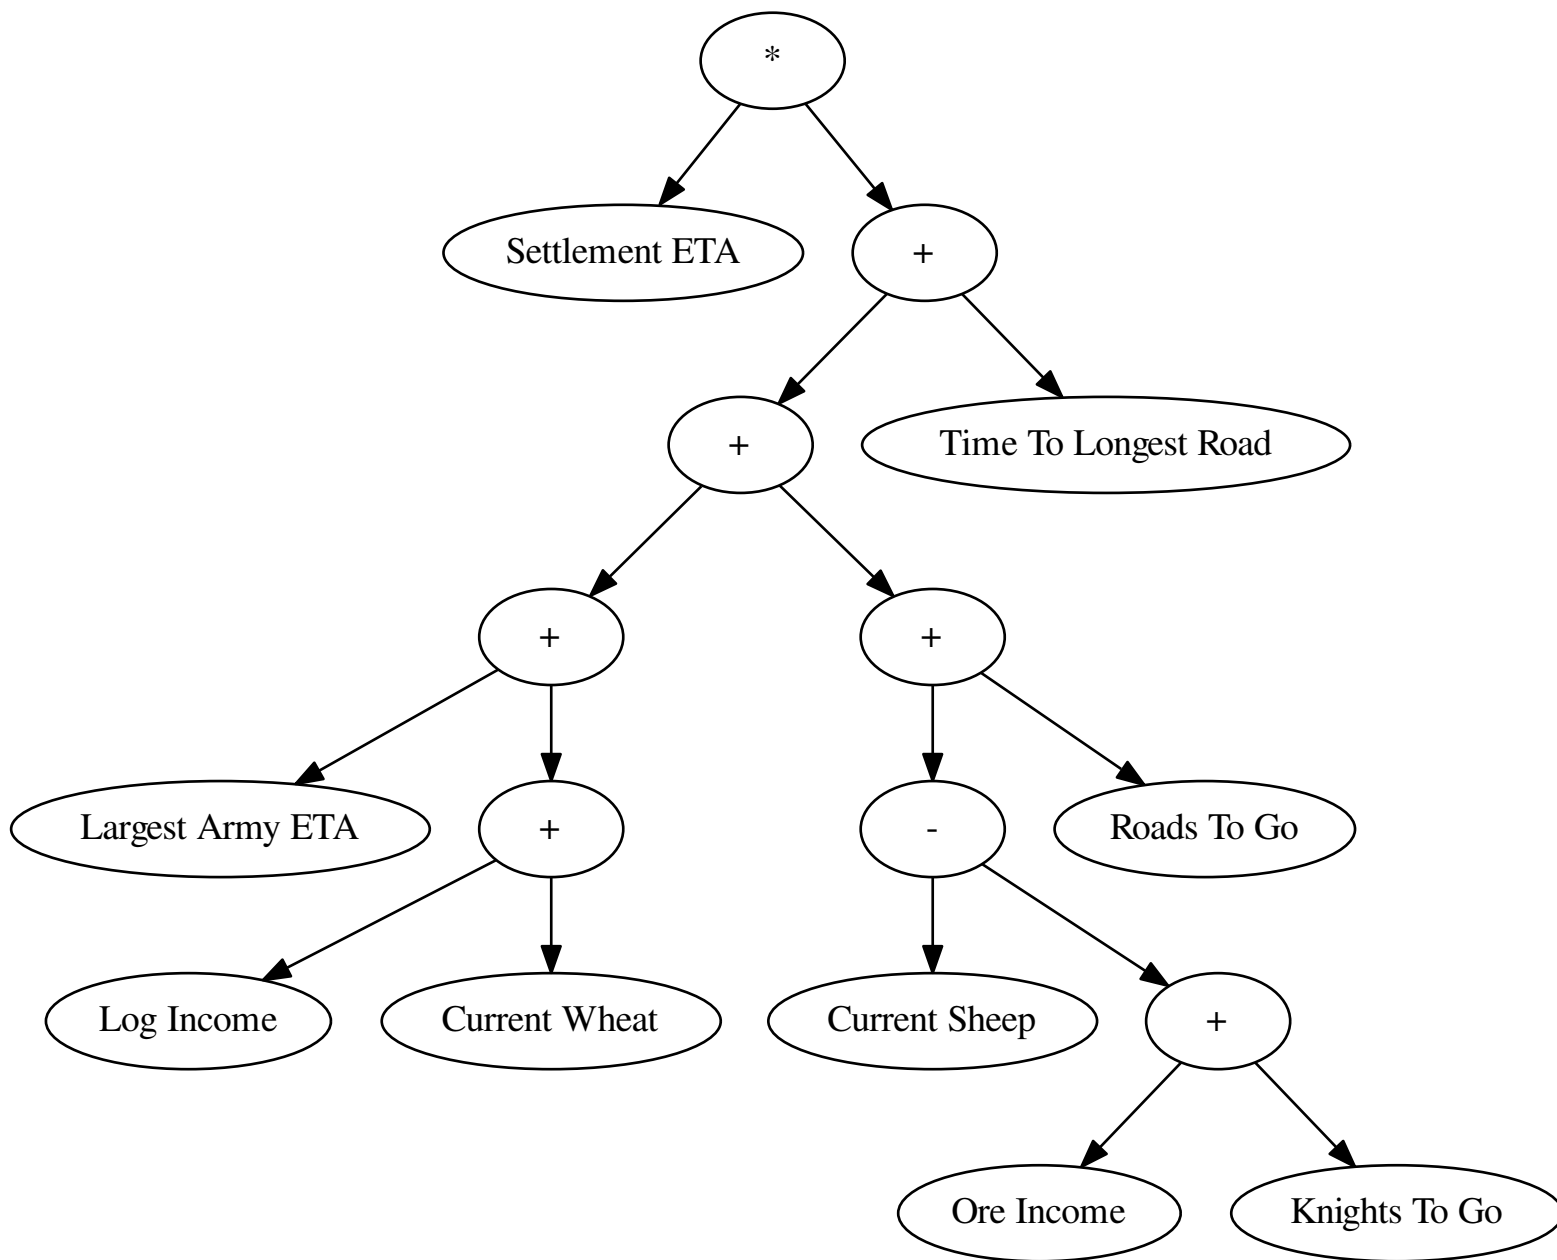 *
Settlement ETA
+
+
Time To Longest Road
+
+
Largest Army ETA
+
-
Roads To Go
Log Income
Current Wheat
Current Sheep
+
Ore Income
Knights To Go